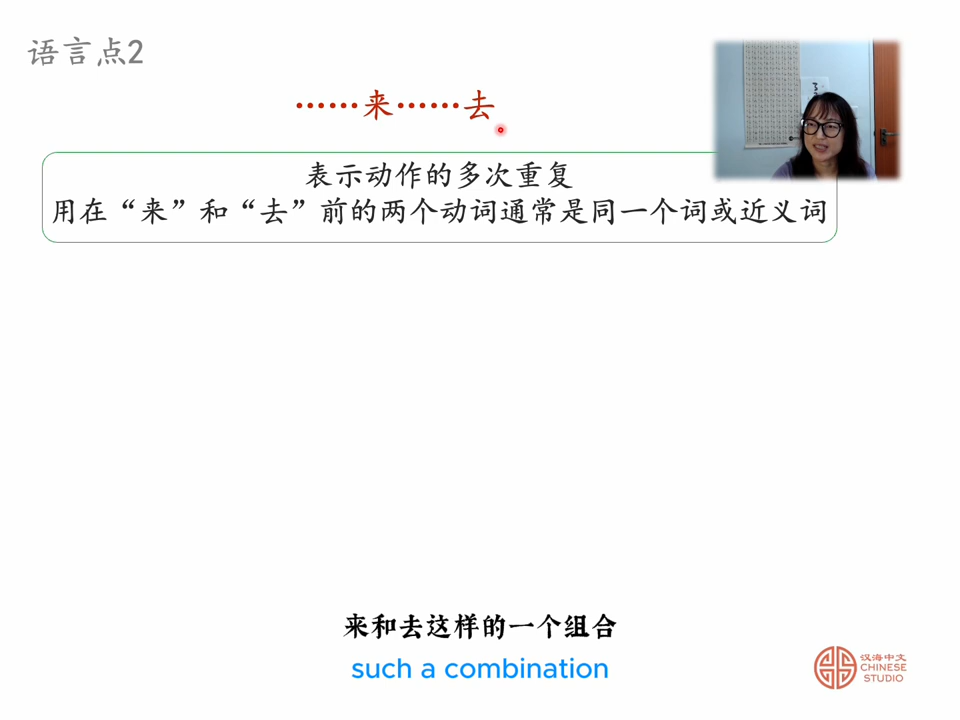 语言点2
……来……去
表示动作的多次重复
用在“来”和“去”前的两个动词通常是同一个词或近义词
来和去这样的一个组合
such a combination
汉海中文
CHINESE
STUDIO